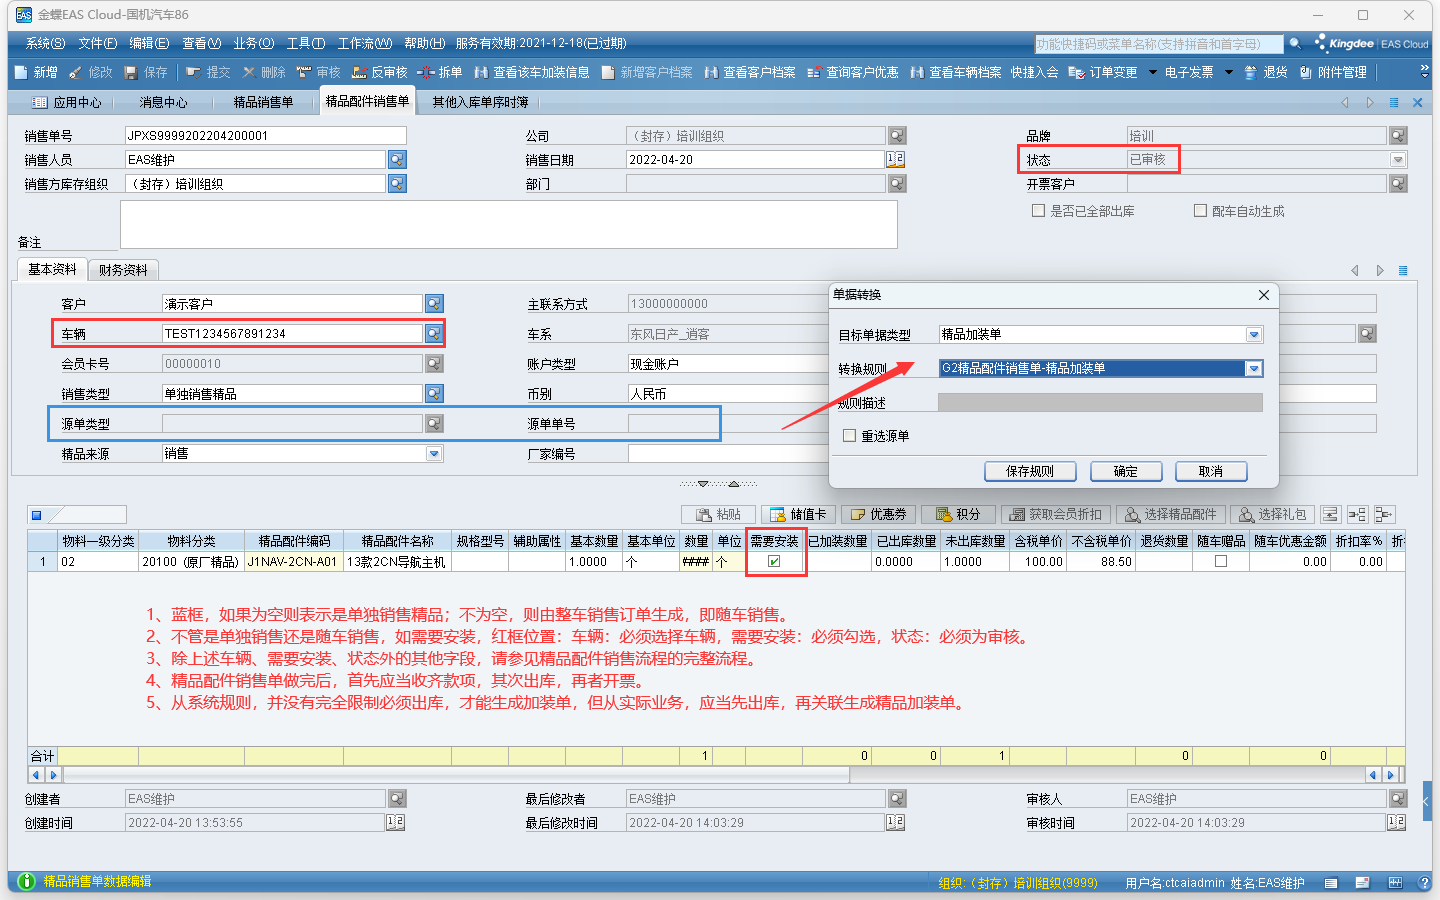 金蝶EAS Cloud-国机汽车86
系统(S) 文件(F) 编辑(E) 查看(V) 业务(O) 工具(T) 工作流(W) 帮助(H) 服务有效期:2021-12-18(已过期) 功能快捷码或菜单名称(支持拼音和首字母) Kingdee EAS Cloud
新增 修改 保存 提交 删除 审核 反审核 拆单 查看该车加装信息 新增客户档案 查看客户档案 查询客户优惠 查看车辆档案 快捷入会 订单变更 电子发票 退货 附件管理
应用中心 消息中心 精品销售单 精品配件销售单 其他入库单序时簿
销售单号 JPXS9999202204200001 公司 （封存）培训组织 品牌 培训
销售人员 EAS维护 销售日期 2022-04-20 状态 已审核
销售方库存组织 （封存）培训组织 部门 开票客户
是否已全部出库 配车自动生成
备注
基本资料 财务资料
客户 演示客户 主联系方式 13000000000
车辆 TEST1234567891234 车系 东风日产_逍客
会员卡号 00000010 账户类型 现金账户
销售类型 单独销售精品 币别 人民币
源单类型 源单单号
精品来源 销售 厂家编号
单据转换
目标单据类型 精品加装单
转换规则 G2精品配件销售单-精品加装单
规则描述
重选源单
保存规则 确定 取消
粘贴 储值卡 优惠券 积分 获取会员折扣 选择精品配件 选择礼包
物料一级分类 物料分类 精品配件编码 精品配件名称 规格型号 辅助属性 基本数量 基本单位 数量 单位 需要安装 已加装数量 已出库数量 未出库数量 含税单价 不含税单价 退货数量 随车赠品 随车优惠金额 折扣率% 折
1 02 20100 (原厂精品) J1NAV-2CN-A01 13款2CN导航主机 1.0000 个 #### 个 0.0000 1.0000 100.00 88.50 0.00 0.00
1、蓝框，如果为空则表示是单独销售精品；不为空，则由整车销售订单生成，即随车销售。
2、不管是单独销售还是随车销售，如需要安装，红框位置：车辆：必须选择车辆，需要安装：必须勾选，状态：必须为审核。
3、除上述车辆、需要安装、状态外的其他字段，请参见精品配件销售流程的完整流程。
4、精品配件销售单做完后，首先应当收齐款项，其次出库，再者开票。
5、从系统规则，并没有完全限制必须出库，才能生成加装单，但从实际业务，应当先出库，再关联生成精品加装单。
合计 1 0 0 1 0 0
创建者 EAS维护 最后修改者 EAS维护 审核人 EAS维护
创建时间 2022-04-20 13:53:55 最后修改时间 2022-04-20 14:03:29 审核时间 2022-04-20 14:03:29
精品销售单数据编辑 组织:（封存）培训组织(9999) 用户名:ctcaiadmin 姓名:EAS维护